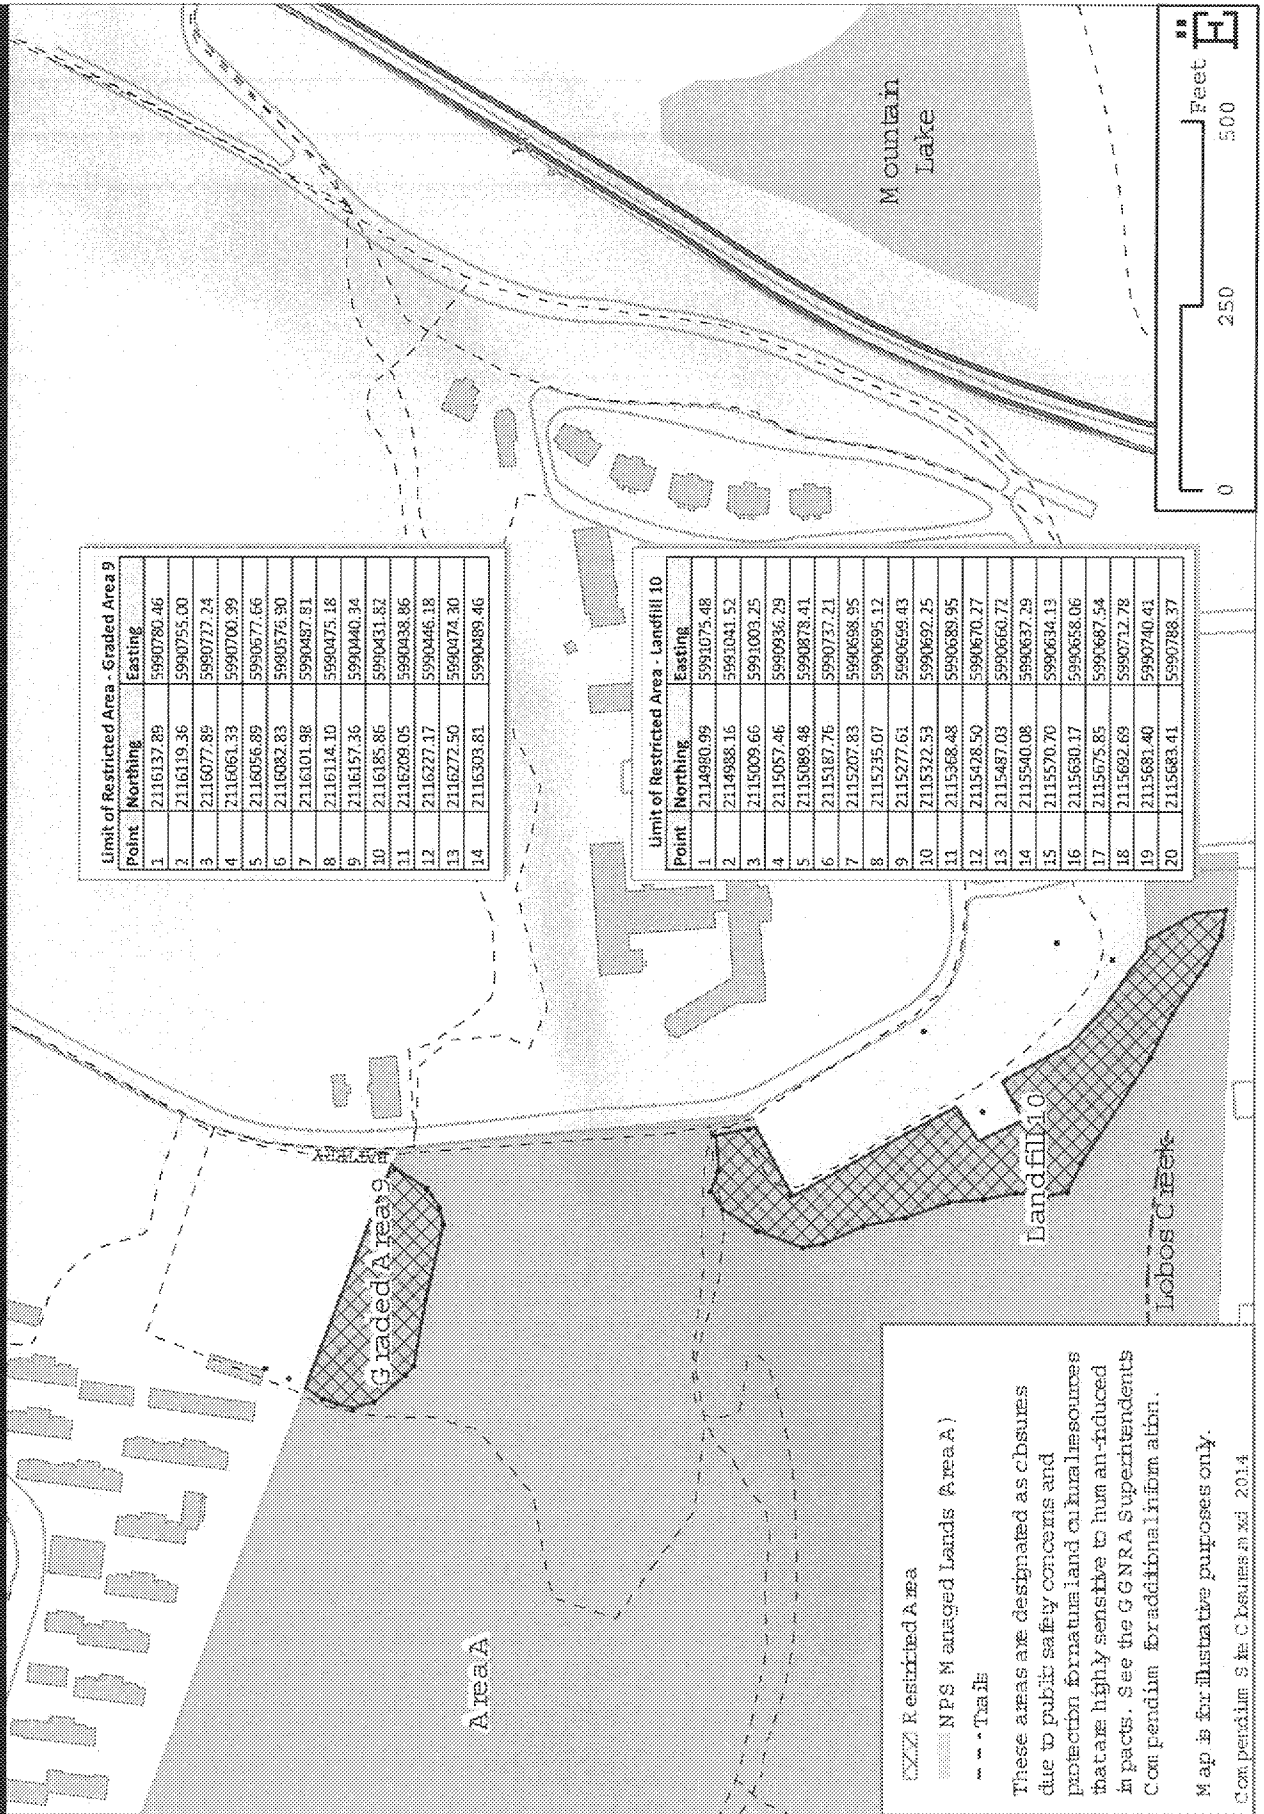 Mountain
Lake
Feet
0 250 500
Limit of Restricted Area - Graded Area 9
Point Northing Easting
1 2116137.89 5990780.46
2 2116119.36 5990755.00
3 2116077.89 5990727.24
4 2116061.33 5990700.99
5 2116056.89 5990677.66
6 2116082.83 5990576.90
7 2116101.98 5990487.81
8 2116114.10 5990475.18
9 2116157.36 5990440.34
10 2116185.86 5990431.82
11 2116209.05 5990438.86
12 2116227.17 5990446.18
13 2116272.50 5990474.30
14 2116303.81 5990489.46
Limit of Restricted Area - Landfill 10
Point Northing Easting
1 2114980.99 5991075.48
2 2114988.16 5991041.52
3 2115009.66 5991003.25
4 2115057.46 5990936.29
5 2115089.48 5990878.41
6 2115187.76 5990737.21
7 2115207.83 5990698.95
8 2115235.07 5990695.12
9 2115277.61 5990699.43
10 2115322.53 5990692.25
11 2115368.48 5990689.95
12 2115428.50 5990670.27
13 2115487.03 5990660.72
14 2115540.08 5990637.29
15 2115570.70 5990634.13
16 2115630.17 5990658.06
17 2115675.85 5990687.54
18 2115692.69 5990712.78
19 2115681.40 5990740.41
20 2115683.41 5990788.37
BATTERY
Graded Area 9
Landfill 10
Lobos Creek
Area A
Restricted Area
NPS Managed Lands (Area A)
Trails
These areas are designated as closures
due to public safety concerns and
protection for natural and cultural resources
that are highly sensitive to human-induced
impacts. See the GGNRA Superintendents
Compendium for additional information.
Map is for illustrative purposes only.
Compendium Site Closures mxd 2014